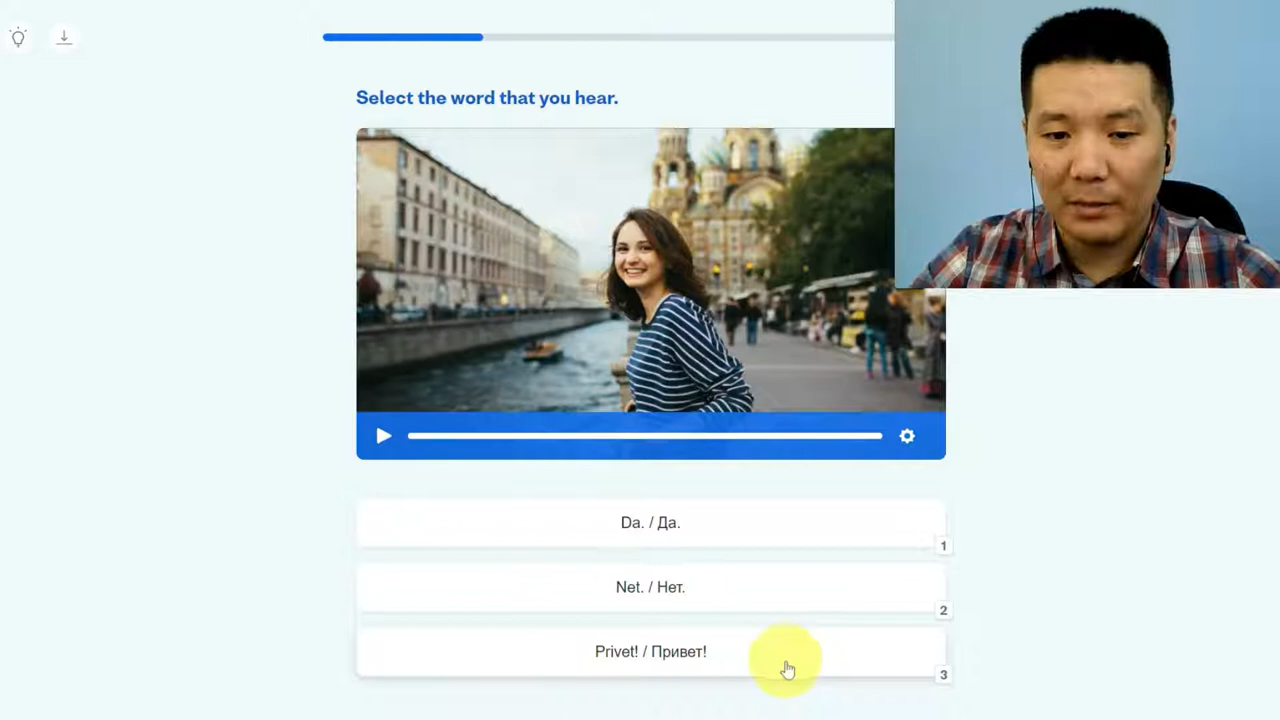 Select the word that you hear.
Da. / Да.
1
Net. / Нет.
2
Privet! / Привет!
3